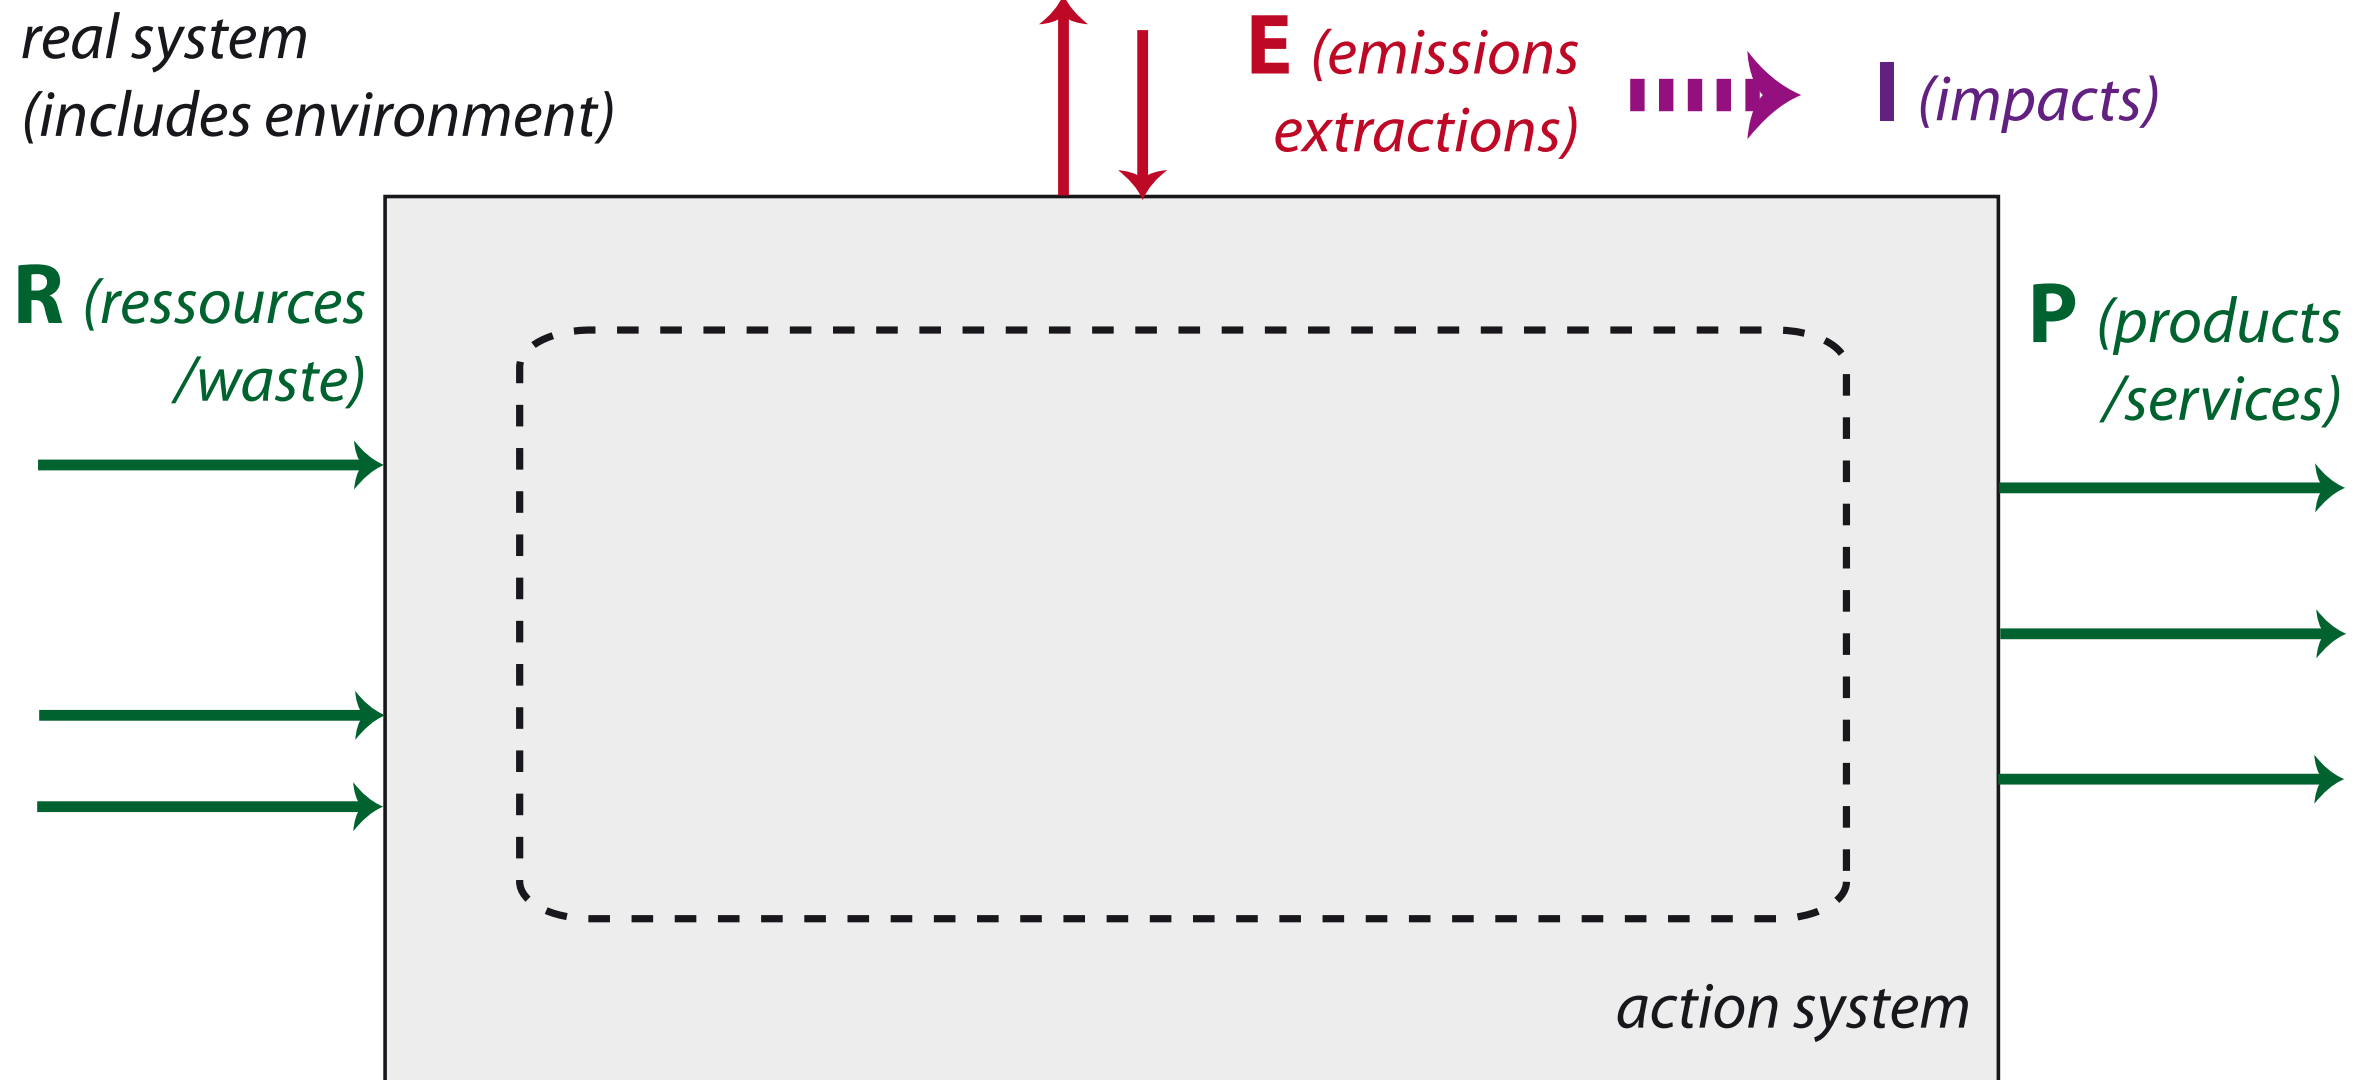 real system
(includes environment)
E (emissions
extractions)
I (impacts)
R (ressources
/waste)
P (products
/services)
action system